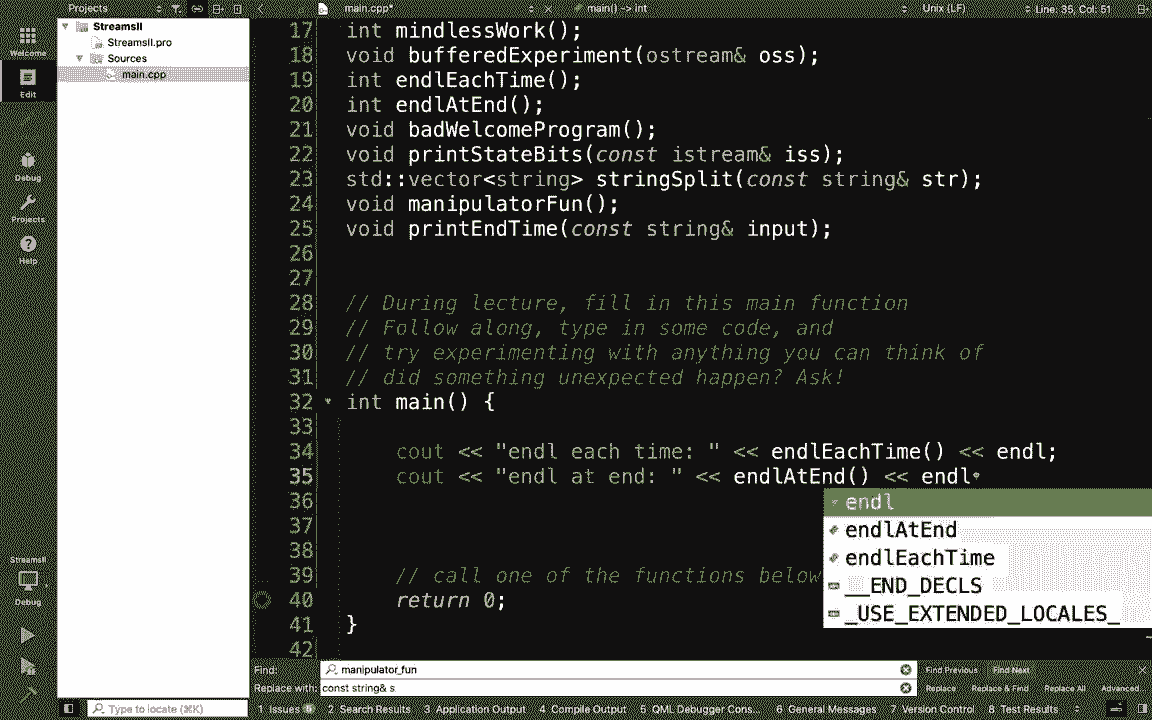 Projects
main.cpp*
main() -> int
Unix (LF)
Line: 35, Col: 51
Welcome
Edit
Debug
Projects
Help
StreamsII
Debug
StreamsII
StreamsII.pro
Sources
main.cpp
17 int mindlessWork();
18 void bufferedExperiment(ostream& oss);
19 int endlEachTime();
20 int endlAtEnd();
21 void badWelcomeProgram();
22 void printStateBits(const istream& iss);
23 std::vector<string> stringSplit(const string& str);
24 void manipulatorFun();
25 void printEndTime(const string& input);
26
27
28 // During lecture, fill in this main function
29 // Follow along, type in some code, and
30 // try experimenting with anything you can think of
31 // did something unexpected happen? Ask!
32 int main() {
33
34 cout << "endl each time: " << endlEachTime() << endl;
35 cout << "endl at end: " << endlAtEnd() << endl
36
37
38
39 // call one of the functions below
40 return 0;
41 }
42
endl
endlAtEnd
endlEachTime
__END_DECLS
_USE_EXTENDED_LOCALES_
Find: manipulator_fun
Find Previous Find Next
Replace with: const string& s
Replace Replace & Find Replace All Advanced...
Type to locate (⌘K)
1 Issues 6 2 Search Results 3 Application Output 4 Compile Output 5 QML Debugger Cons... 6 General Messages 7 Version Control 8 Test Results